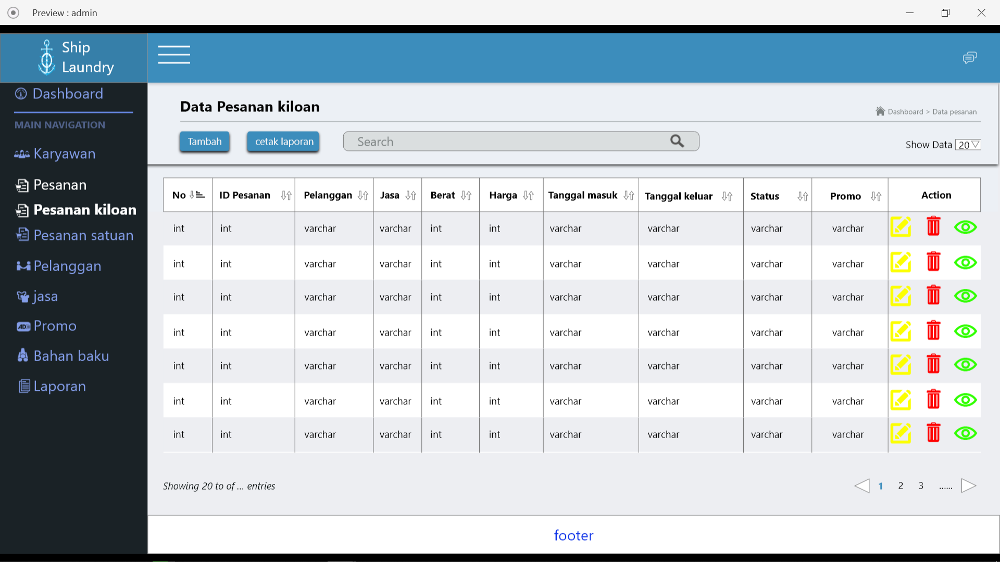 Preview : admin
Ship
Laundry
Dashboard
MAIN NAVIGATION
Karyawan
Pesanan
Pesanan kiloan
Pesanan satuan
Pelanggan
jasa
Promo
Bahan baku
Laporan
Data Pesanan kiloan
Dashboard > Data pesanan
Tambah cetak laporan Search Show Data 20
No ID Pesanan Pelanggan Jasa Berat Harga Tanggal masuk Tanggal keluar Status Promo Action
int int varchar varchar int int varchar varchar varchar varchar
int int varchar varchar int int varchar varchar varchar varchar
int int varchar varchar int int varchar varchar varchar varchar
int int varchar varchar int int varchar varchar varchar varchar
int int varchar varchar int int varchar varchar varchar varchar
int int varchar varchar int int varchar varchar varchar varchar
int int varchar varchar int int varchar varchar varchar varchar
Showing 20 to of ... entries 1 2 3 ......
footer